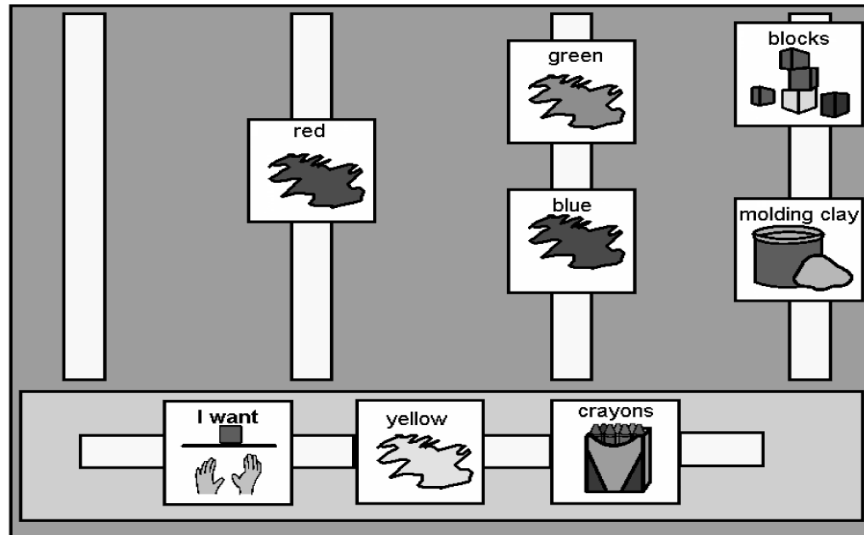 blocks
green
red
blue
molding clay
I want
yellow
crayons